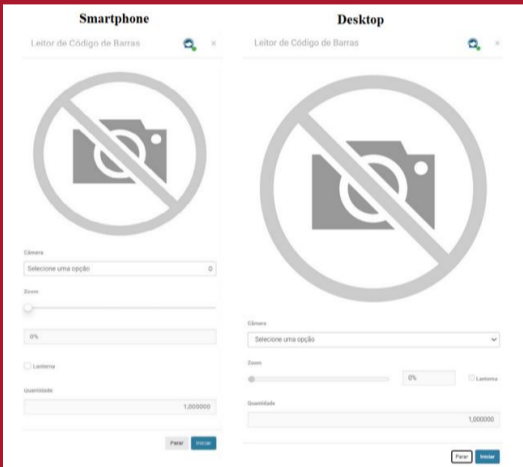 Smartphone
Leitor de Código de Barras
×
Câmera
Selecione uma opção
Zoom
0%
Lanterna
Quantidade
1,000000
Parar Iniciar
Desktop
Leitor de Código de Barras
×
Câmera
Selecione uma opção
Zoom
0% Lanterna
Quantidade
1,000000
Parar Iniciar